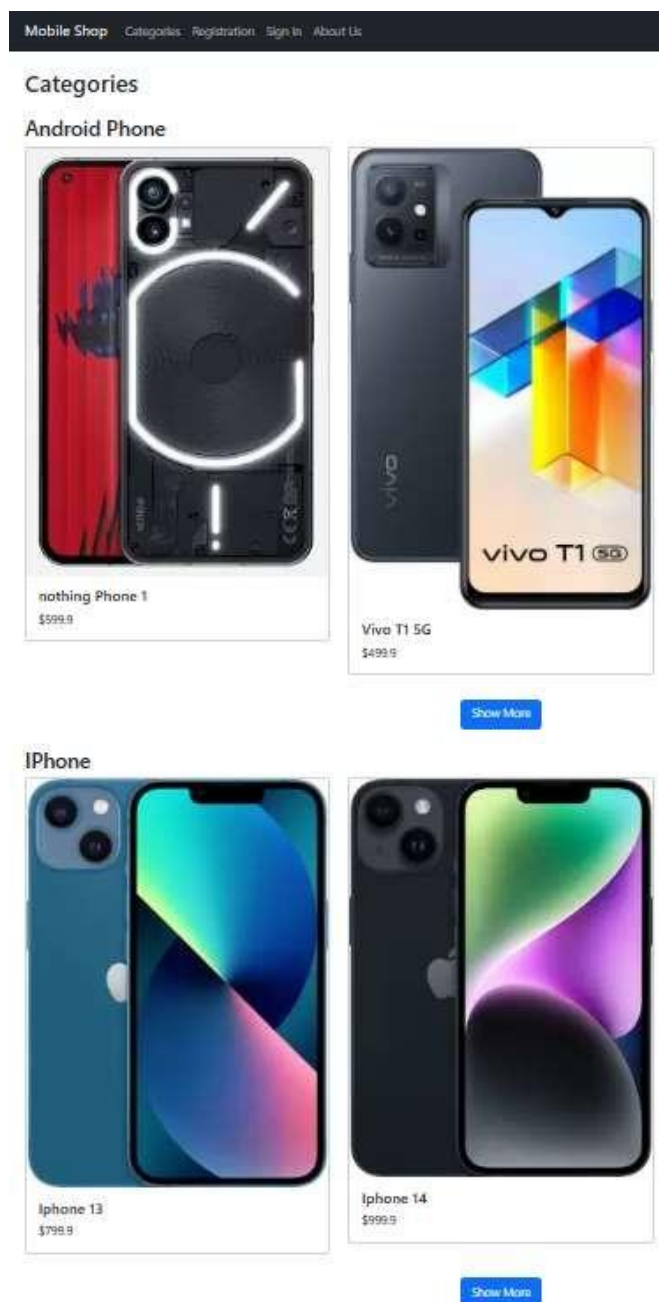 Mobile Shop Categories Registration Sign In About Us
Categories
Android Phone
vivo
vivo T1 5G
nothing Phone 1
$599.9
Vivo T1 5G
$499.9
Show More
IPhone
Iphone 13
$799.9
Iphone 14
$999.9
Show More